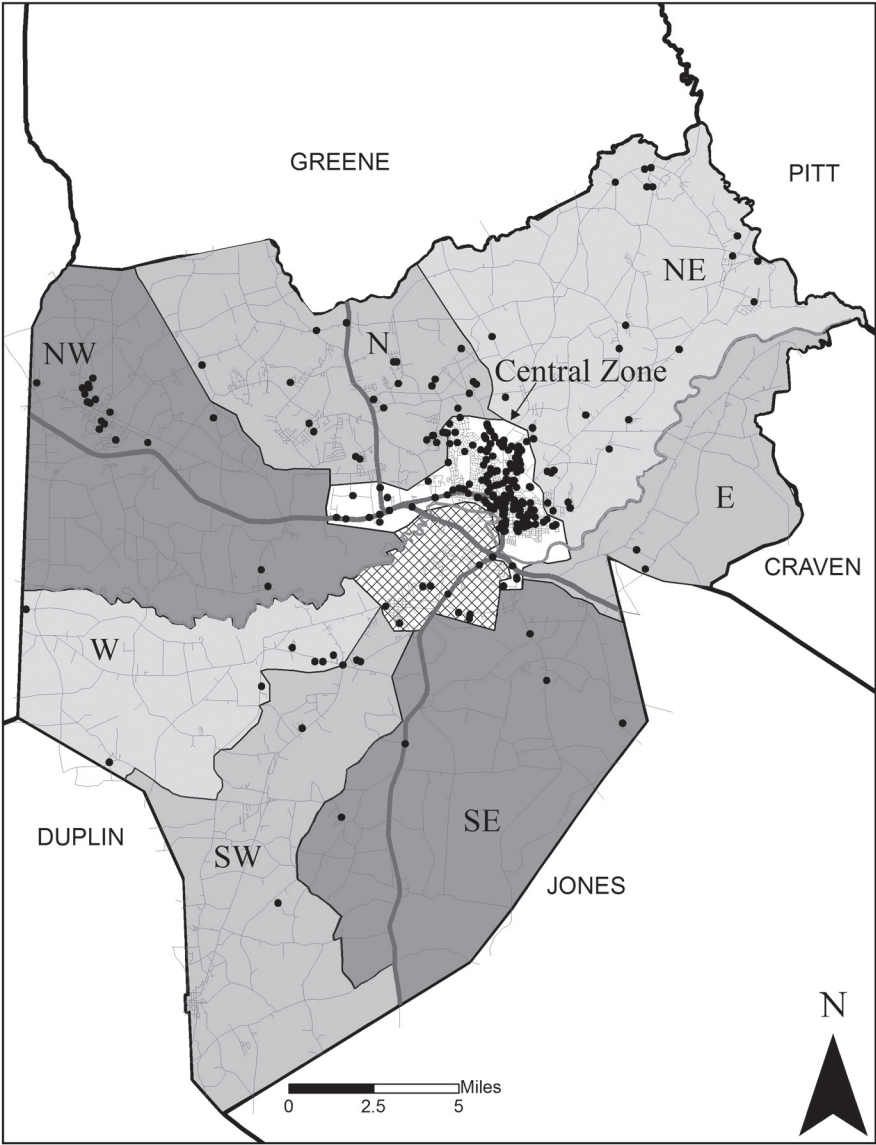 GREENE
PITT
NE
NW
N
Central Zone
E
CRAVEN
W
SE
DUPLIN
SW
JONES
N
Miles
0 2.5 5